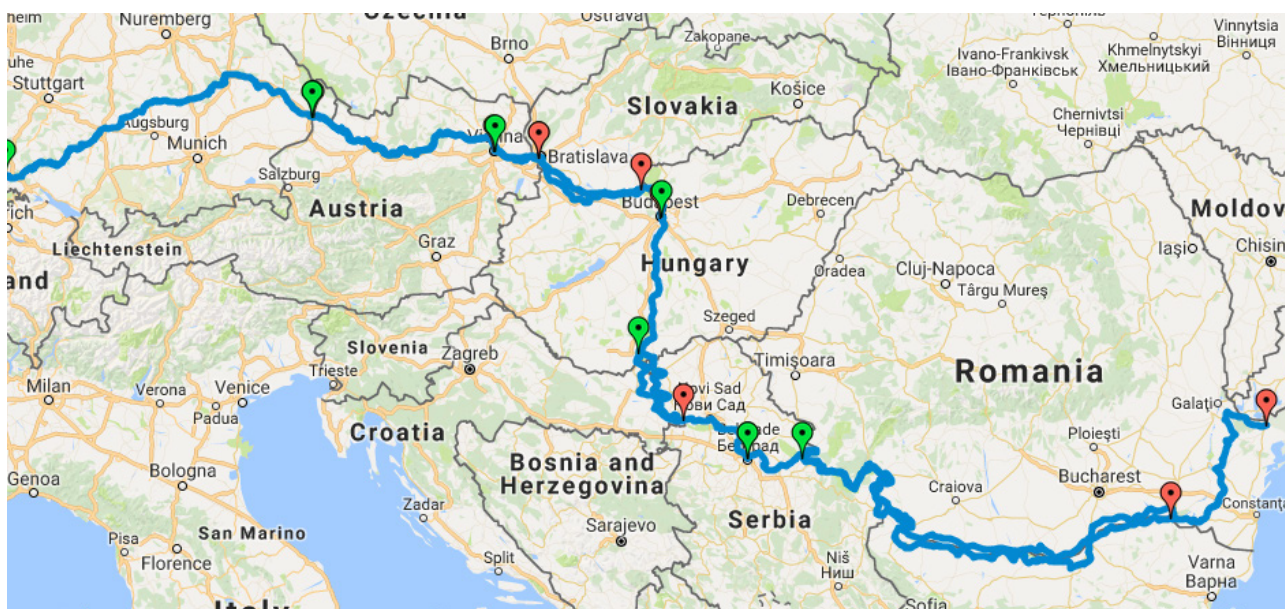 heim
Nuremberg
Czechia
Ostrava
Тернопіль
Khmelnytskyi
Хмельницький
Vinnytsia
Вінниця
Brno
Zakopane
Ivano-Frankivsk
Івано-Франківськ
Stuttgart
Slovakia
Košice
Chernivtsi
Чернівці
Augsburg
Munich
Vienna
Bratislava
Salzburg
Austria
Budapest
Debrecen
Moldov
Liechtenstein
Graz
Hungary
Oradea
Iași
Chișin
Cluj-Napoca
Târgu Mureș
and
Slovenia
Zagreb
Szeged
Timișoara
Trieste
Milan
Verona
Venice
Padua
Novi Sad
Нови Сад
Romania
Croatia
Belgrade
Београд
Galați
Ploiești
Genoa
Bologna
Bosnia and
Herzegovina
Craiova
Bucharest
Zadar
Constanța
San Marino
Sarajevo
Serbia
Pisa
Florence
Split
Niš
Ниш
Varna
Варна
Italy
Sofia